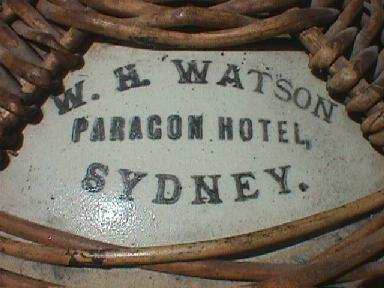 W. H. WATSON
PARAGON HOTEL,
SYDNEY.